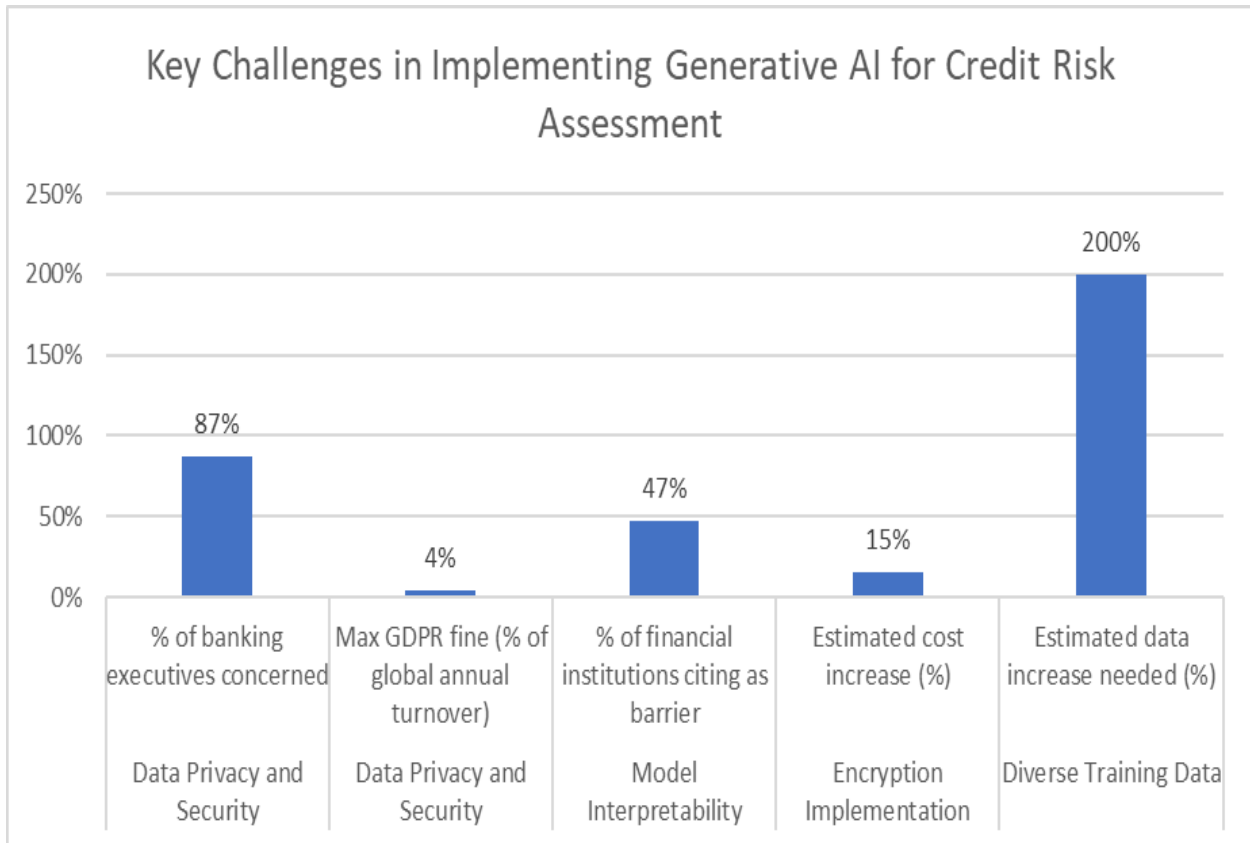 Key Challenges in Implementing Generative AI for Credit Risk
Assessment
250%
200%
150%
100%
50%
0%
87%
4%
47%
15%
200%
% of banking
executives concerned
Max GDPR fine (% of
global annual
turnover)
% of financial
institutions citing as
barrier
Estimated cost
increase (%)
Estimated data
increase needed (%)
Data Privacy and
Security
Data Privacy and
Security
Model
Interpretability
Encryption
Implementation
Diverse Training Data